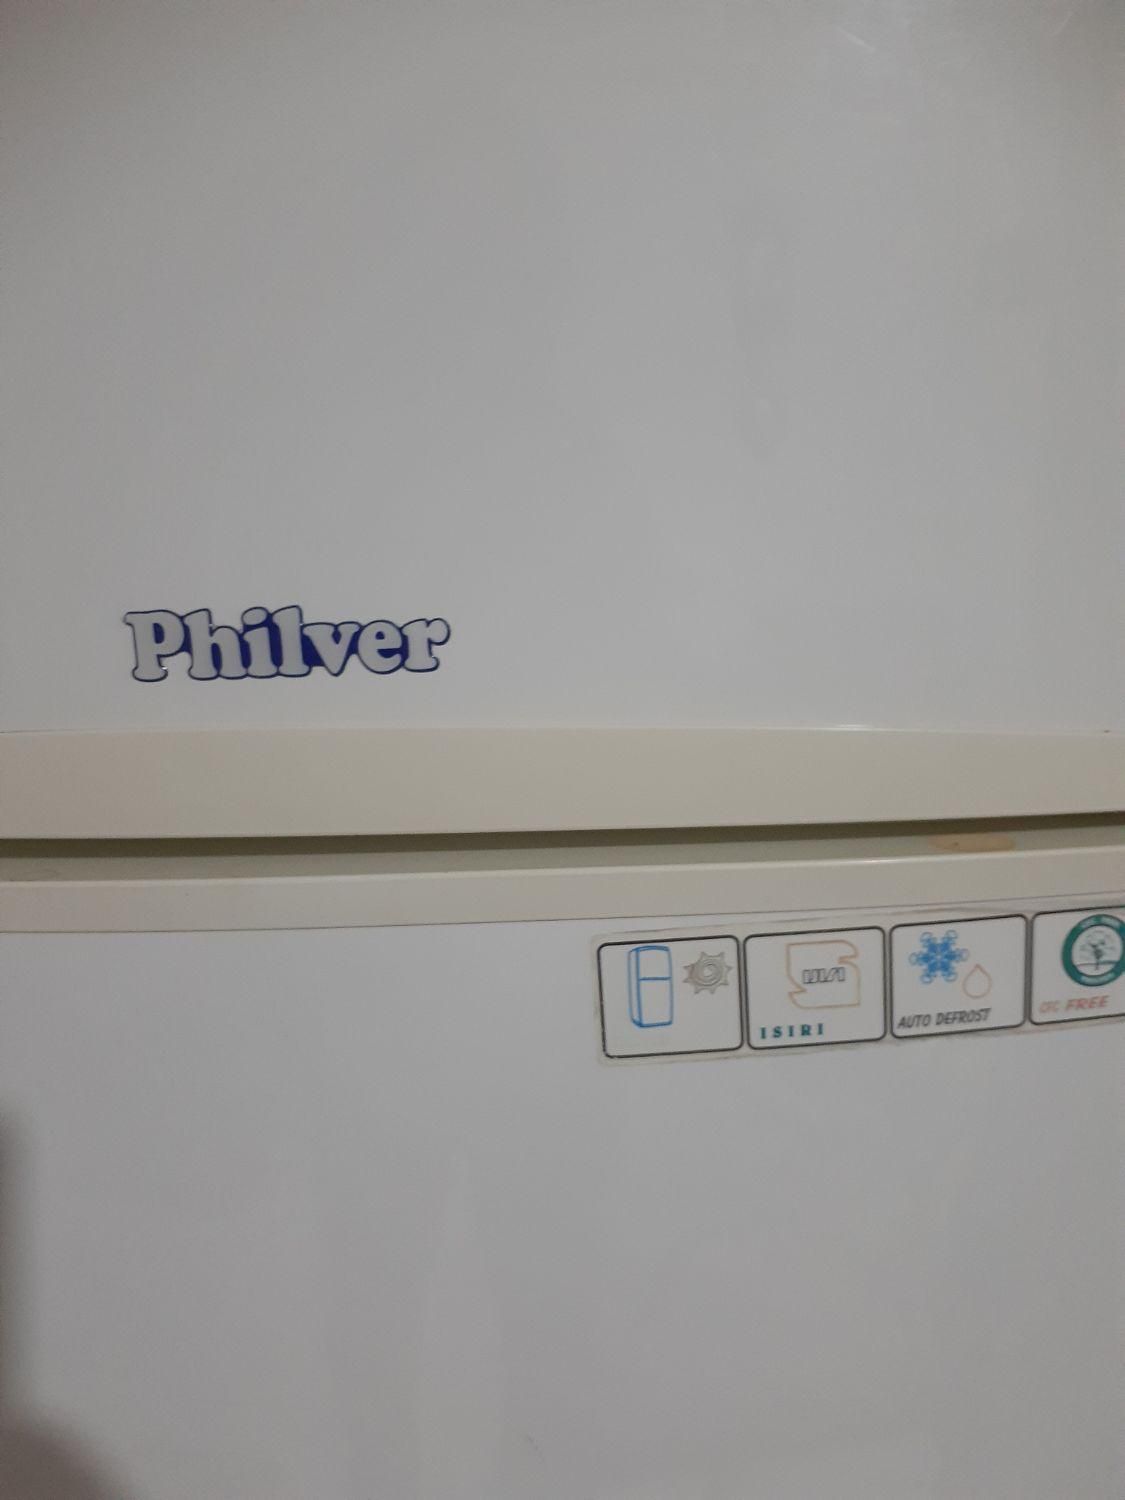 Philver
ISIRI
AUTO DEFROST
CFC FREE